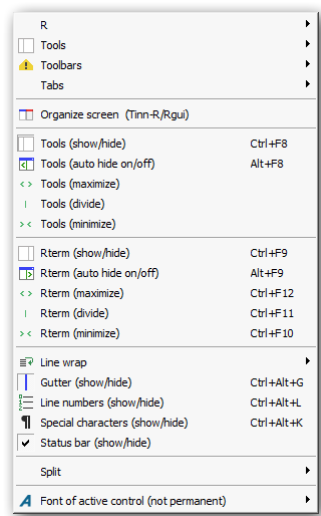 R
Tools
Toolbars
Tabs
Organize screen (Tinn-R/Rgui)
Tools (show/hide) Ctrl+F8
Tools (auto hide on/off) Alt+F8
Tools (maximize)
Tools (divide)
Tools (minimize)
Rterm (show/hide) Ctrl+F9
Rterm (auto hide on/off) Alt+F9
Rterm (maximize) Ctrl+F12
Rterm (divide) Ctrl+F11
Rterm (minimize) Ctrl+F10
Line wrap
Gutter (show/hide) Ctrl+Alt+G
Line numbers (show/hide) Ctrl+Alt+L
Special characters (show/hide) Ctrl+Alt+K
Status bar (show/hide)
Split
Font of active control (not permanent)